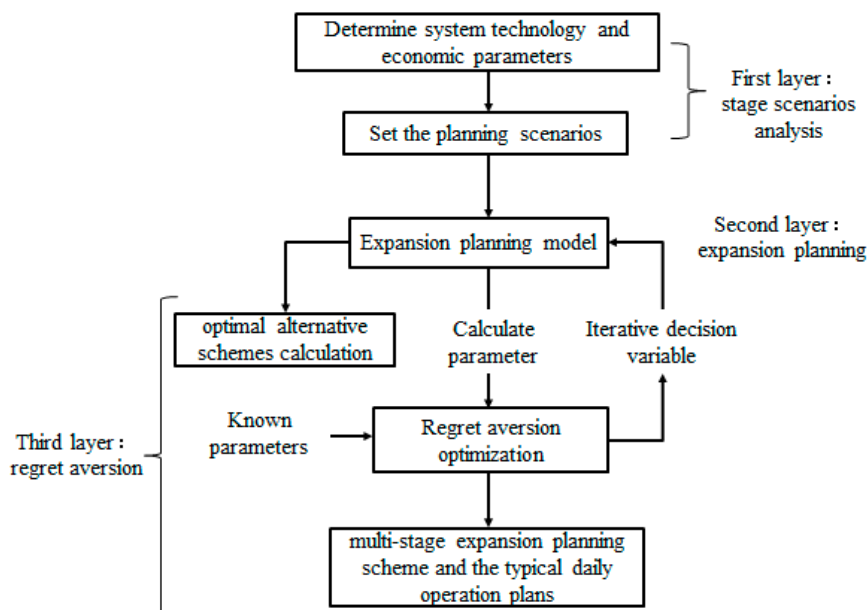 Determine system technology and
economic parameters
First layer：
stage scenarios
analysis
Set the planning scenarios
Second layer：
expansion planning
Expansion planning model
optimal alternative
schemes calculation
Calculate
parameter
Iterative decision
variable
Third layer：
regret aversion
Known
parameters
Regret aversion
optimization
multi-stage expansion planning
scheme and the typical daily
operation plans